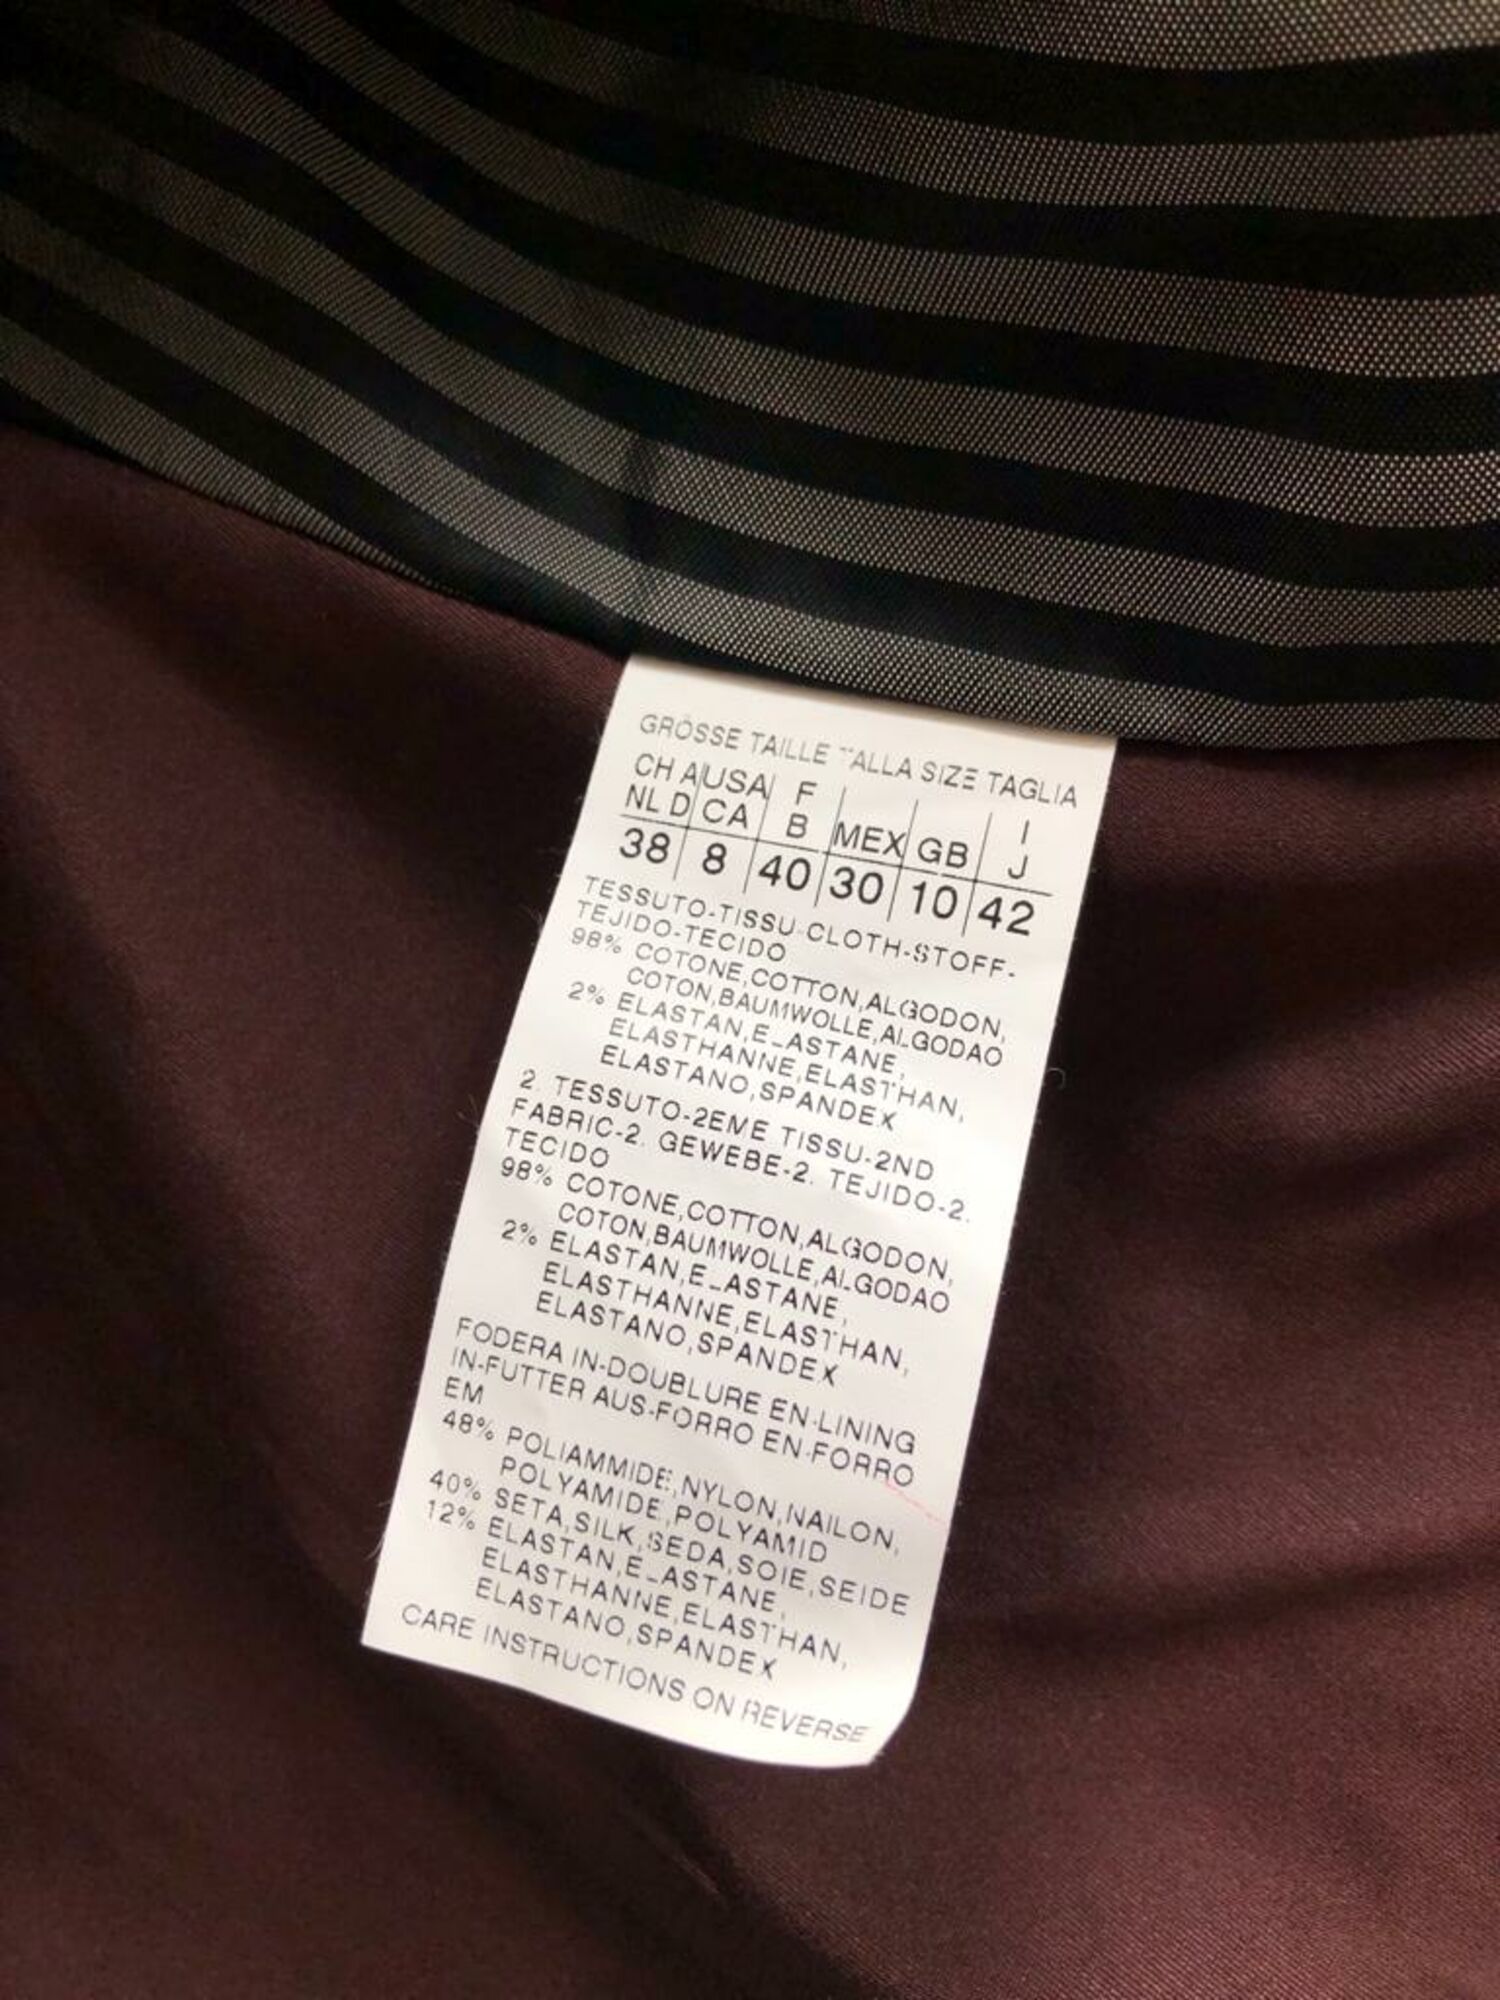 GRÖSSE TAILLE TALLA SIZE TAGLIA
CH A USA F MEX GB I
NL D CA B J
38 8 40 30 10 42
TESSUTO-TISSU-CLOTH-STOFF-
TEJIDO-TECIDO
98% COTONE,COTTON,ALGODON,
COTON,BAUMWOLLE,ALGODAO
2% ELASTAN,ELASTANE,
ELASTHANNE,ELASTHAN,
ELASTANO,SPANDEX
2. TESSUTO-2EME TISSU-2ND
FABRIC-2. GEWEBE-2. TEJIDO-2.
TECIDO
98% COTONE,COTTON,ALGODON,
COTON,BAUMWOLLE,ALGODAO
2% ELASTAN,ELASTANE,
ELASTHANNE,ELASTHAN,
ELASTANO,SPANDEX
FODERA IN-DOUBLURE EN-LINING
IN-FUTTER AUS-FORRO EN-FORRO
EM
48% POLIAMMIDE,NYLON,NAILON,
POLYAMIDE,POLYAMID
40% SETA,SILK,SEDA,SOIE,SEIDE
12% ELASTAN,ELASTANE,
ELASTHANNE,ELASTHAN,
ELASTANO,SPANDEX
CARE INSTRUCTIONS ON REVERSE